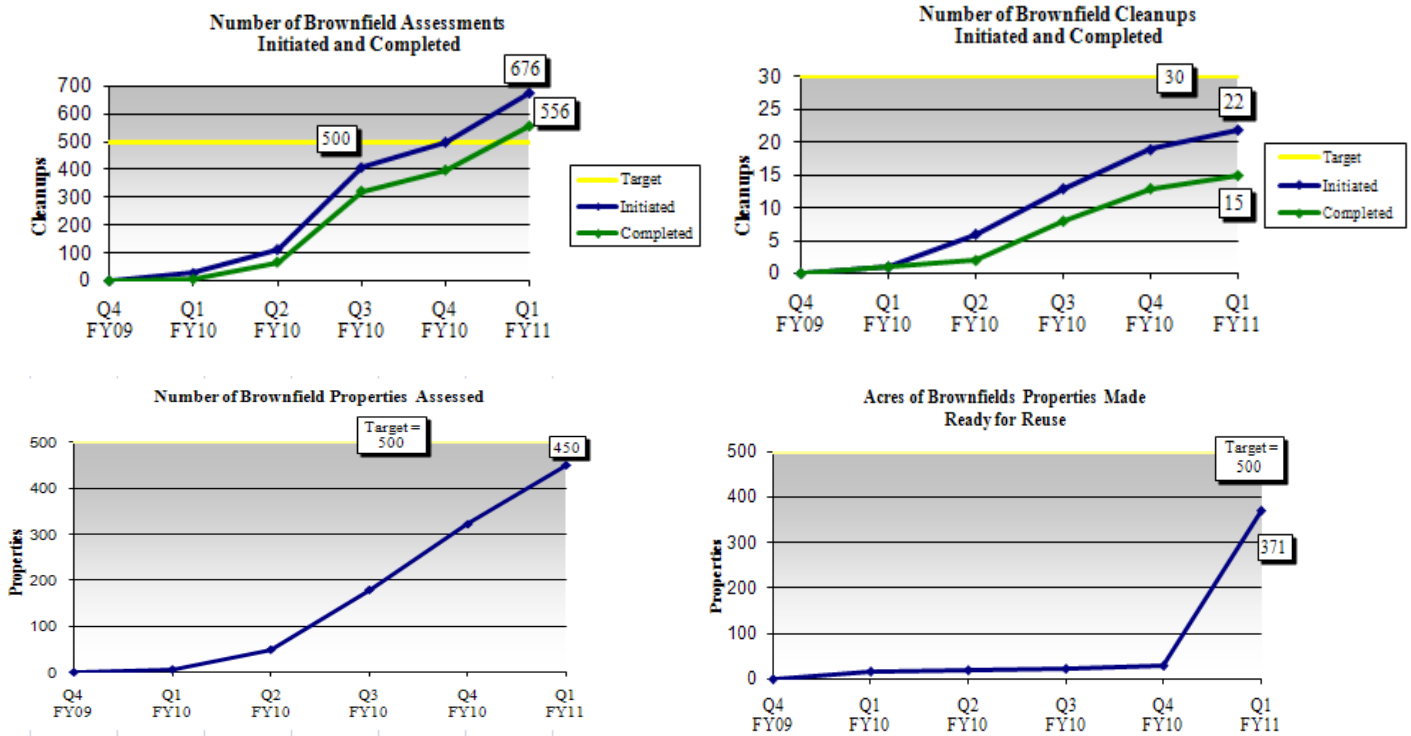 Number of Brownfield Assessments
Initiated and Completed
676
556
500
700
600
500
400
300
200
100
0
Cleanups
Q4 Q1 Q2 Q3 Q4 Q1
FY09 FY10 FY10 FY10 FY10 FY11
Target
Initiated
Completed
Number of Brownfield Cleanups
Initiated and Completed
30
22
15
30
25
20
15
10
5
0
Cleanups
Q4 Q1 Q2 Q3 Q4 Q1
FY09 FY10 FY10 FY10 FY10 FY11
Target
Initiated
Completed
Number of Brownfield Properties Assessed
Target =
500
450
500
400
300
200
100
0
Properties
Q4 Q1 Q2 Q3 Q4 Q1
FY09 FY10 FY10 FY10 FY10 FY11
Acres of Brownfields Properties Made
Ready for Reuse
Target =
500
371
500
400
300
200
100
0
Properties
Q4 Q1 Q2 Q3 Q4 Q1
FY09 FY10 FY10 FY10 FY10 FY11